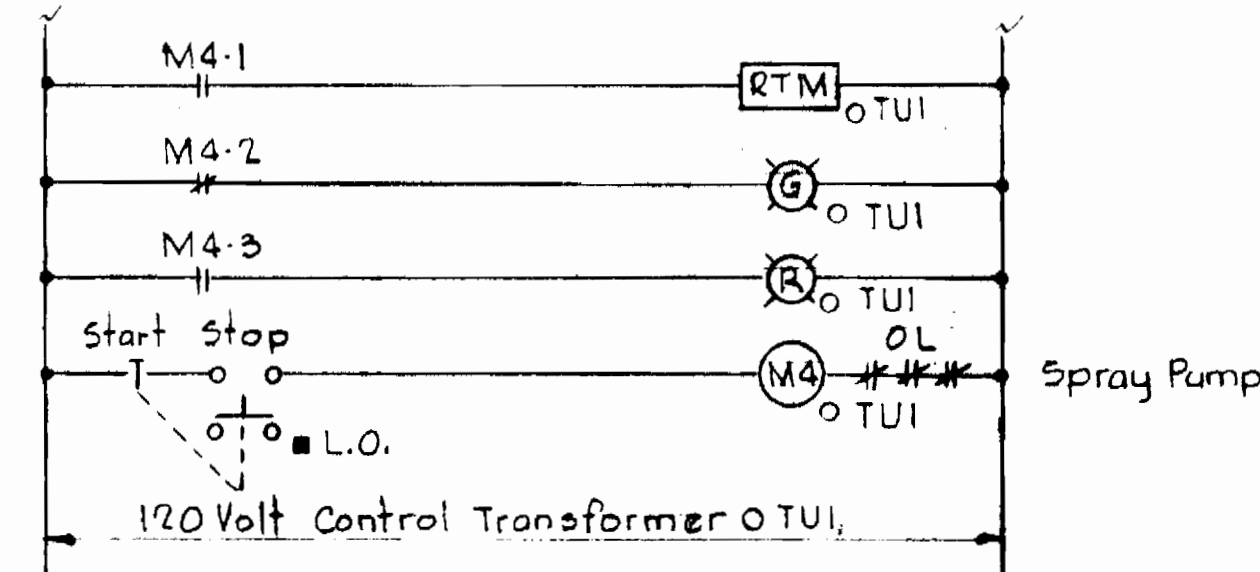 M4-1
RTM
O TU1
M4-2
G
O TU1
M4-3
R
O TU1
Start Stop
OL
M4
Spray Pump
O TU1
■ L.O.
120 Volt Control Transformer O TU1